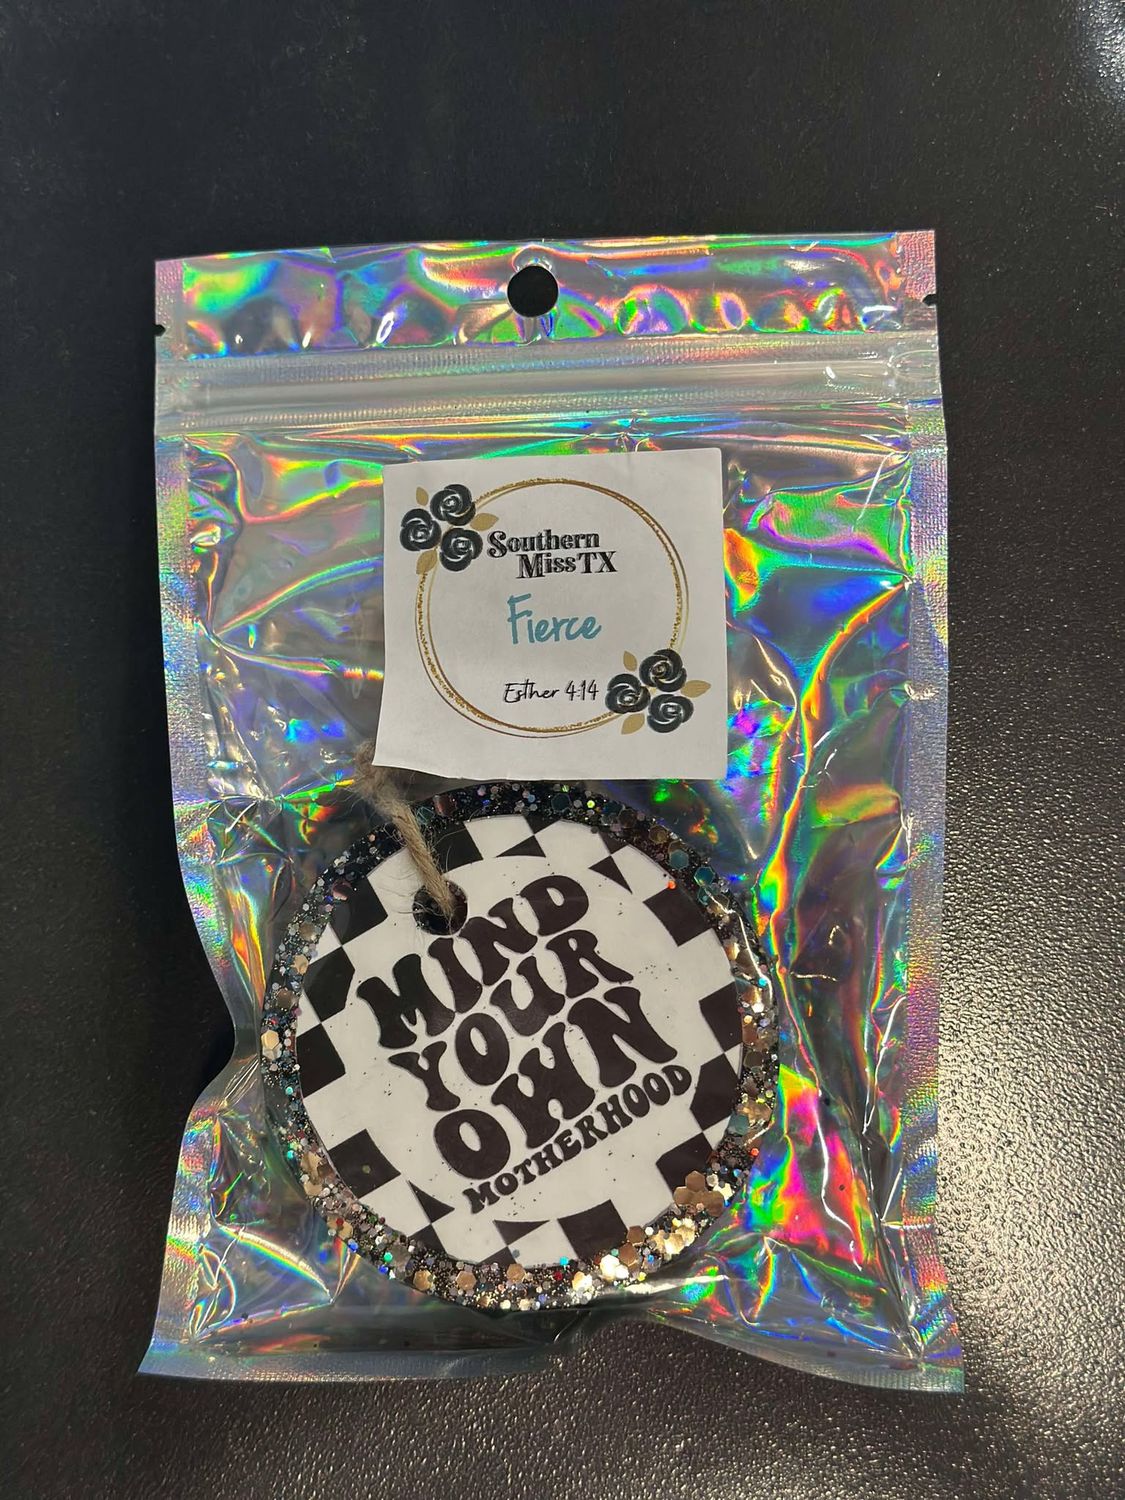 Southern
Miss TX
Fierce
Esther 4:14
MIND
YOUR
OWN
MOTHERHOOD